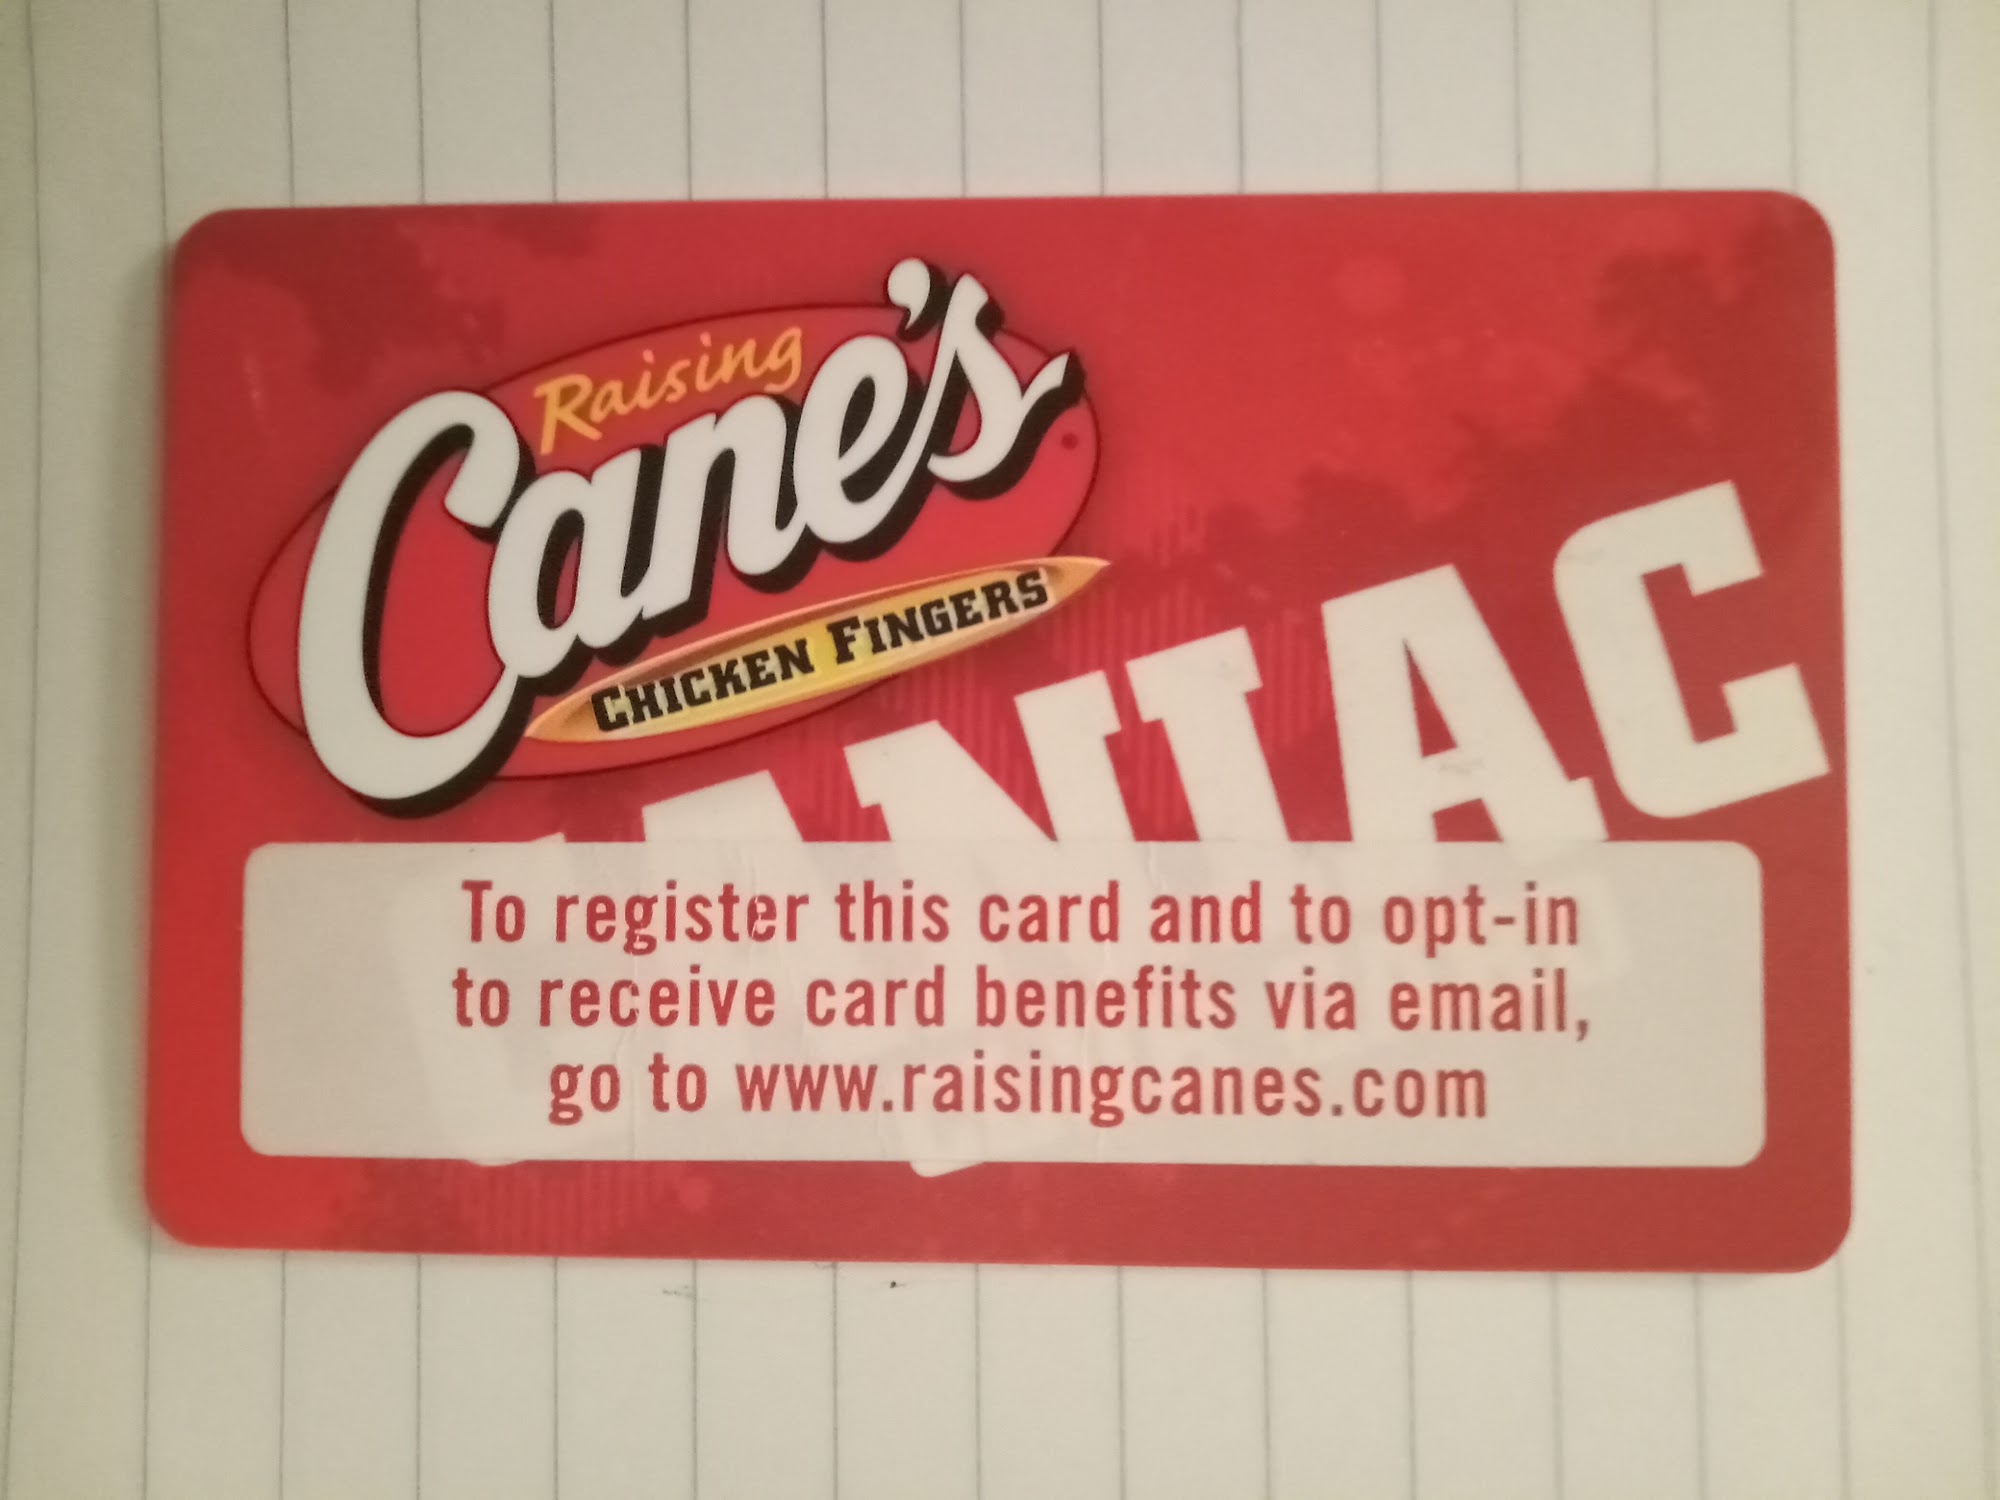 Raising
Cane's
CHICKEN FINGERS
ANIAC
To register this card and to opt-in
to receive card benefits via email,
go to www.raisingcanes.com